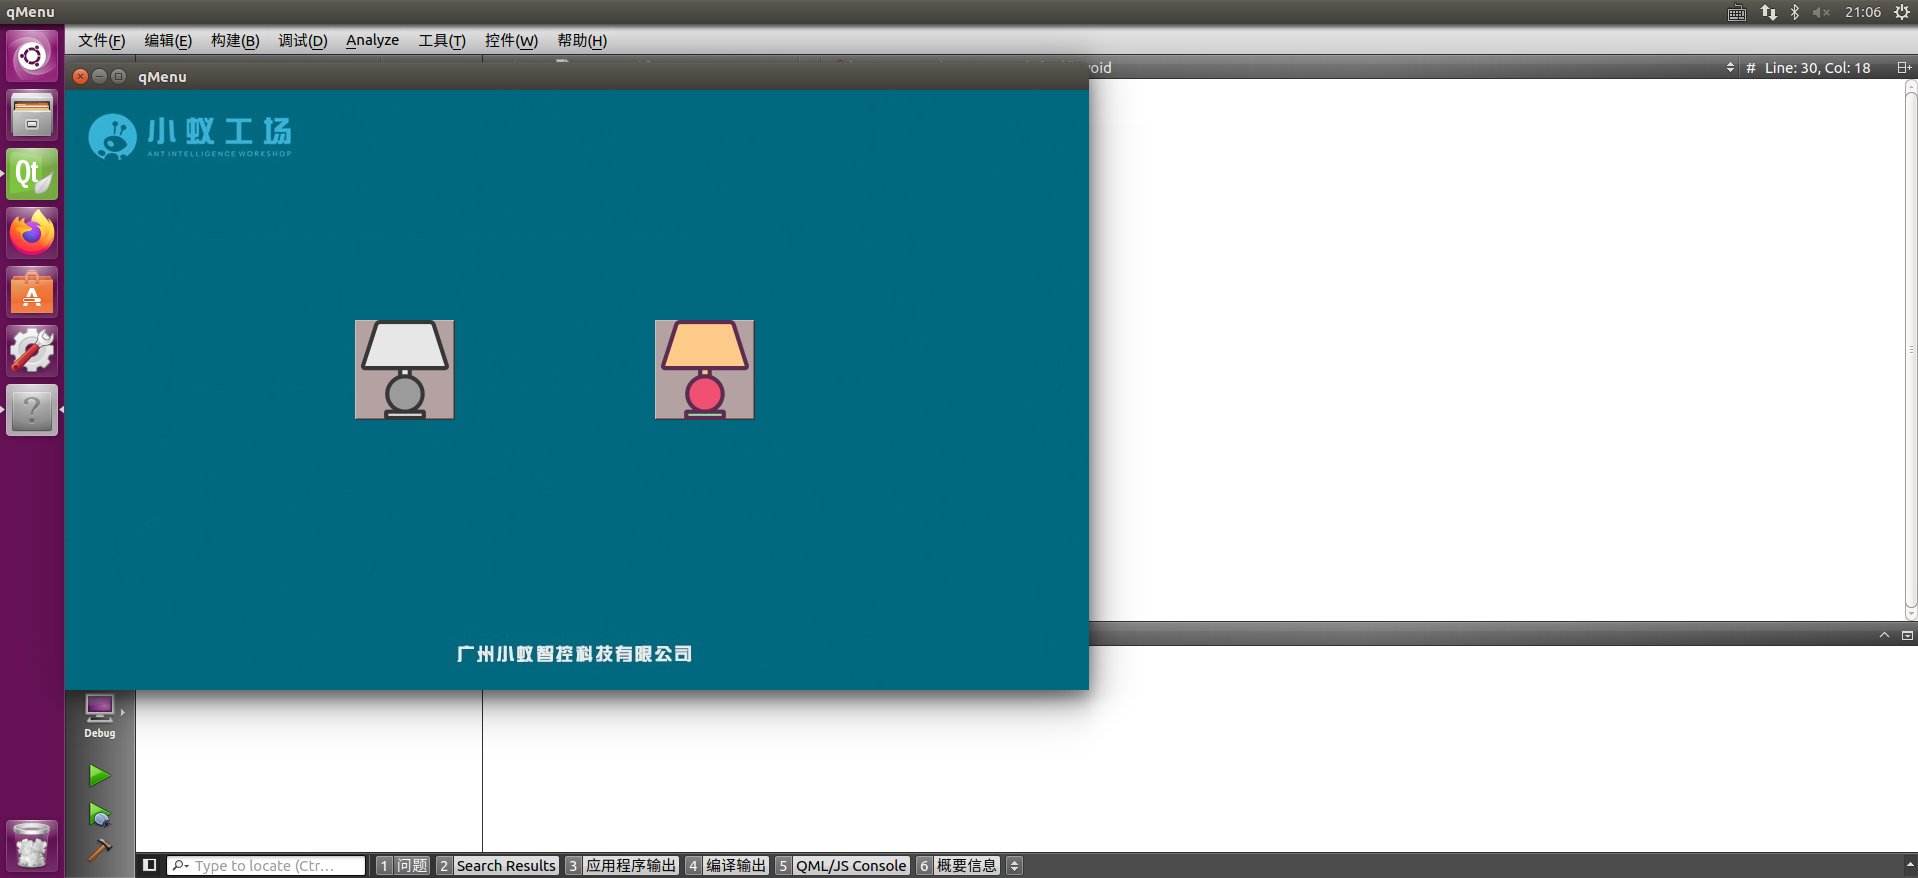 qMenu
21:06
文件(F) 编辑(E) 构建(B) 调试(D) Analyze 工具(T) 控件(W) 帮助(H)
void
# Line: 30, Col: 18
qMenu
小蚁工场
ANT INTELLIGENCE WORKSHOP
Qt
广州小蚁智控科技有限公司
Debug
Type to locate (Ctr... 1 问题 2 Search Results 3 应用程序输出 4 编译输出 5 QML/JS Console 6 概要信息